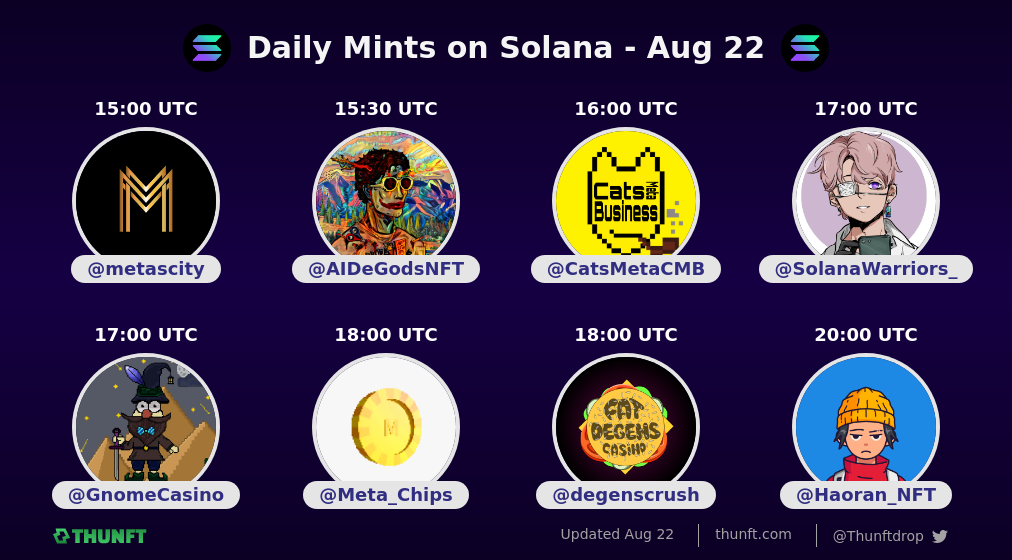 Daily Mints on Solana - Aug 22
15:00 UTC
M
@metascity
15:30 UTC
@AIDeGodsNFT
16:00 UTC
Cats
Business
@CatsMetaCMB
17:00 UTC
@SolanaWarriors_
17:00 UTC
@GnomeCasino
18:00 UTC
M
@Meta_Chips
18:00 UTC
FAT
DEGENS
CASINO
@degenscrush
20:00 UTC
@Haoran_NFT
THUNFT
Updated Aug 22
thunft.com
@Thunftdrop